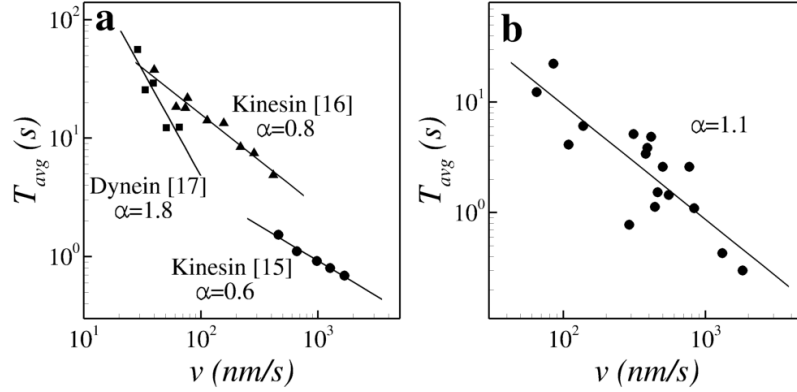 a
10²
10¹
10⁰
T_avg (s)
Kinesin [16]
α=0.8
Dynein [17]
α=1.8
Kinesin [15]
α=0.6
10¹
10²
10³
v (nm/s)
b
10¹
10⁰
T_avg (s)
α=1.1
10²
10³
v (nm/s)